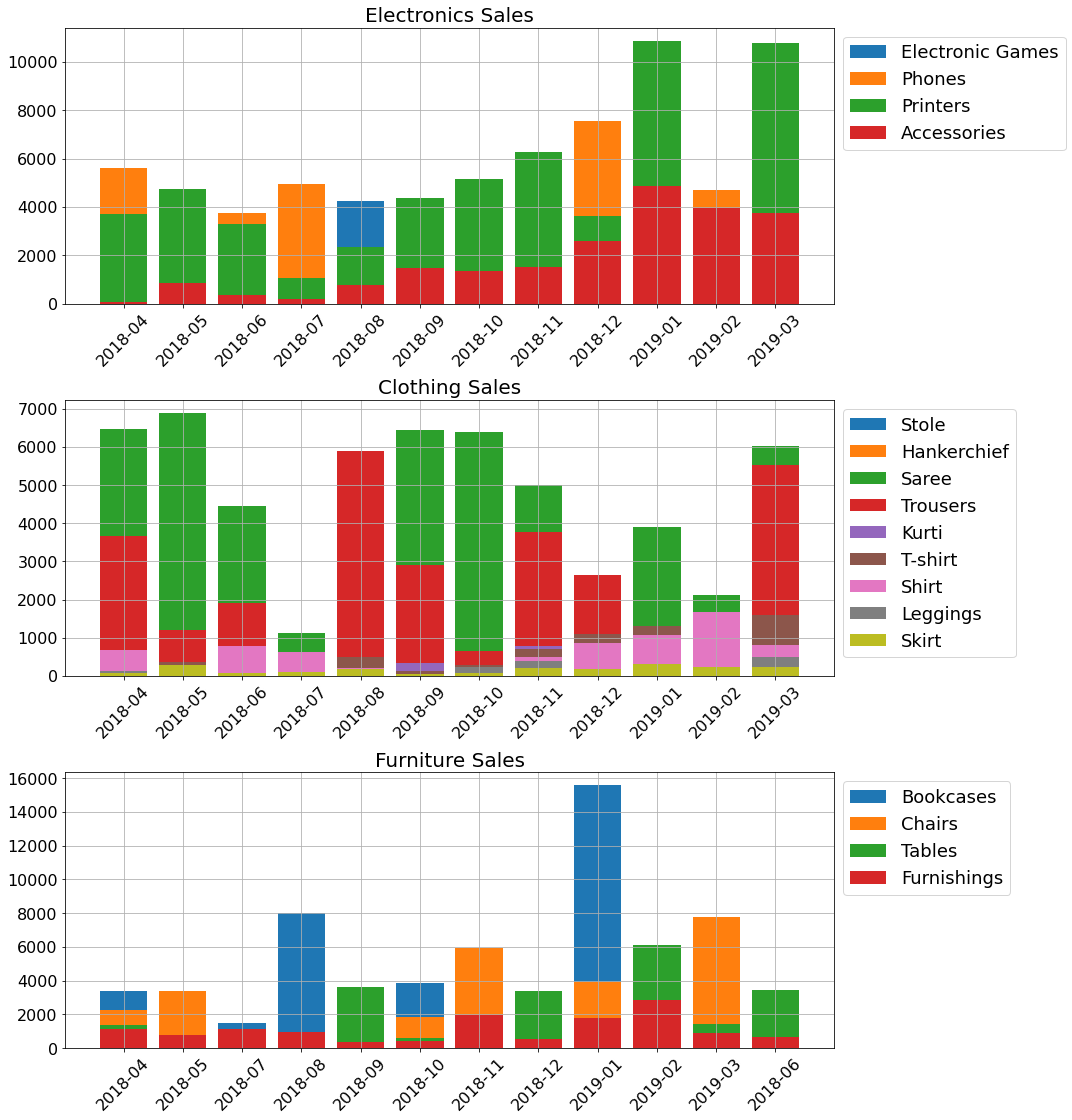 Electronics Sales
10000
8000
6000
4000
2000
0
2018-04
2018-05
2018-06
2018-07
2018-08
2018-09
2018-10
2018-11
2018-12
2019-01
2019-02
2019-03
Electronic Games
Phones
Printers
Accessories
Clothing Sales
7000
6000
5000
4000
3000
2000
1000
0
2018-04
2018-05
2018-06
2018-07
2018-08
2018-09
2018-10
2018-11
2018-12
2019-01
2019-02
2019-03
Stole
Hankerchief
Saree
Trousers
Kurti
T-shirt
Shirt
Leggings
Skirt
Furniture Sales
16000
14000
12000
10000
8000
6000
4000
2000
0
2018-04
2018-05
2018-07
2018-08
2018-09
2018-10
2018-11
2018-12
2019-01
2019-02
2019-03
2018-06
Bookcases
Chairs
Tables
Furnishings